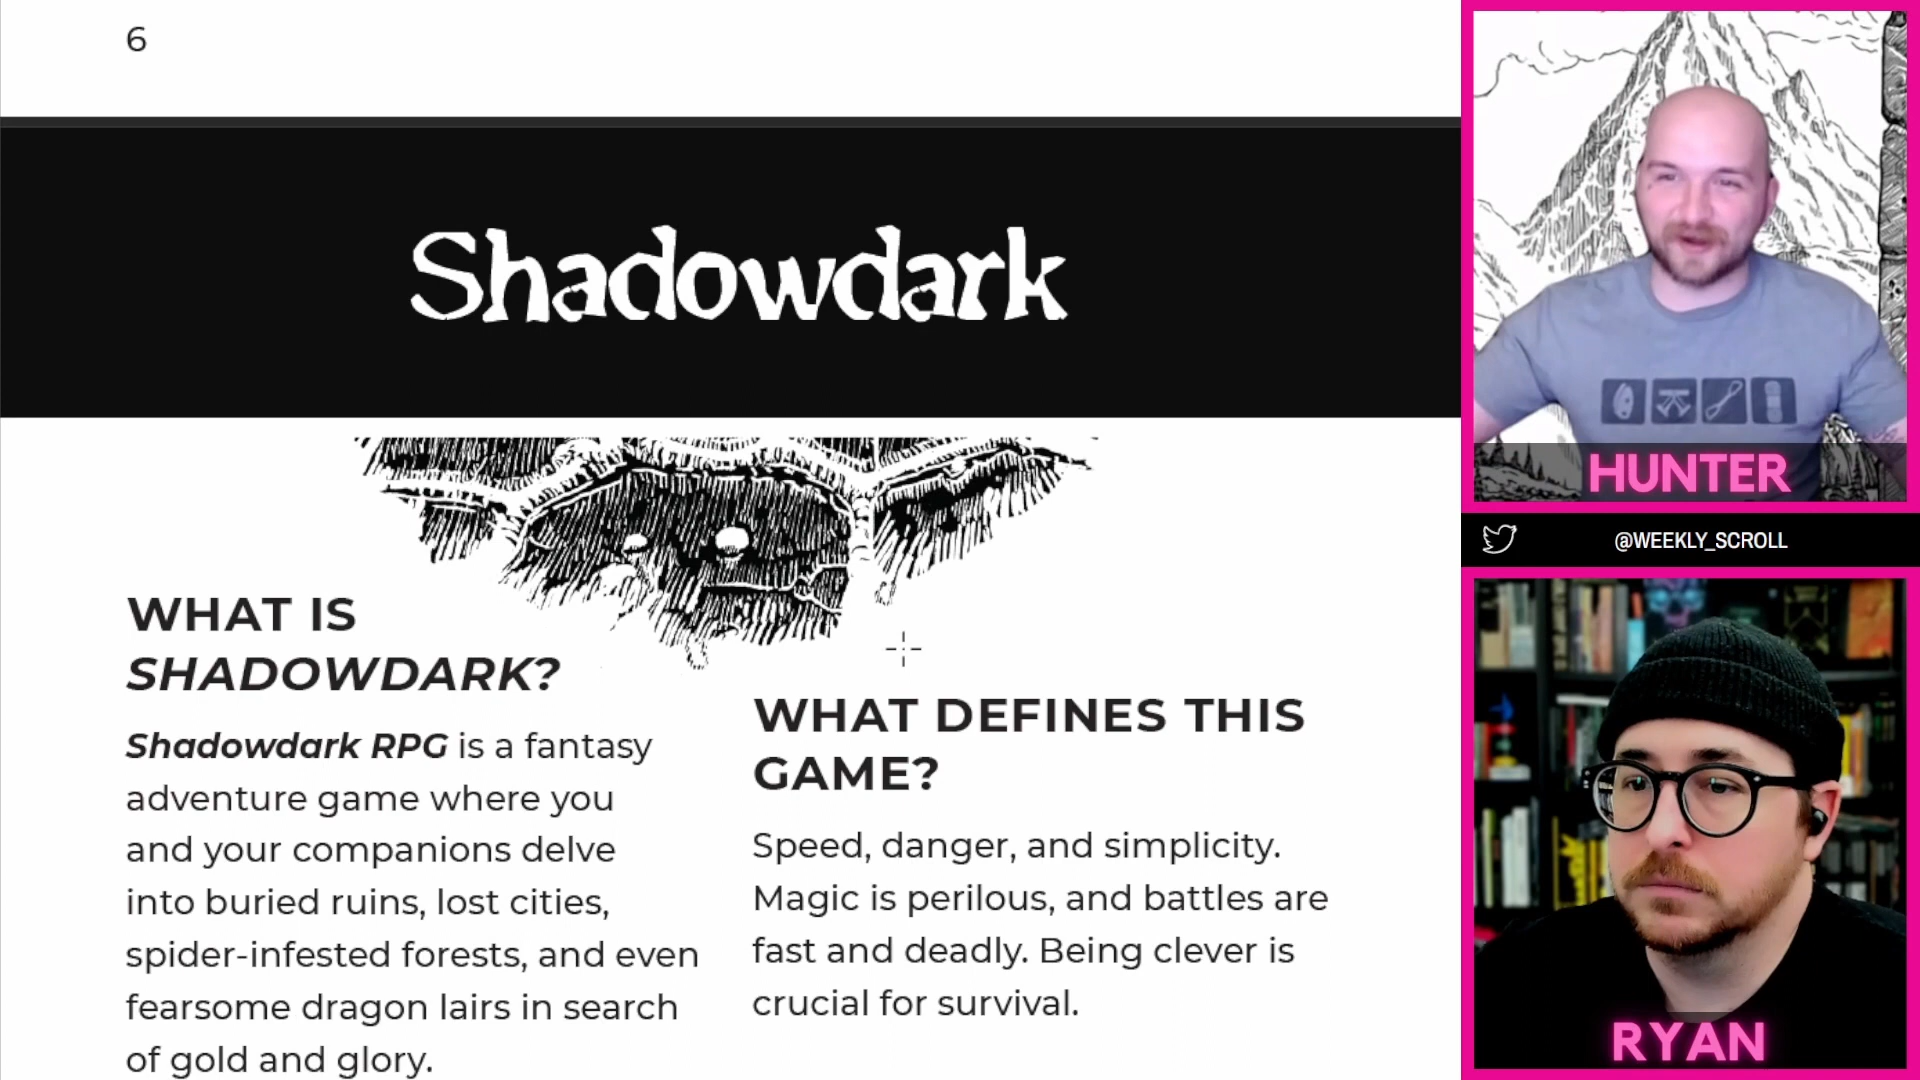 6
Shadowdark
WHAT IS
SHADOWDARK?
Shadowdark RPG is a fantasy
adventure game where you
and your companions delve
into buried ruins, lost cities,
spider-infested forests, and even
fearsome dragon lairs in search
of gold and glory.
WHAT DEFINES THIS
GAME?
Speed, danger, and simplicity.
Magic is perilous, and battles are
fast and deadly. Being clever is
crucial for survival.
HUNTER
@WEEKLY_SCROLL
RYAN